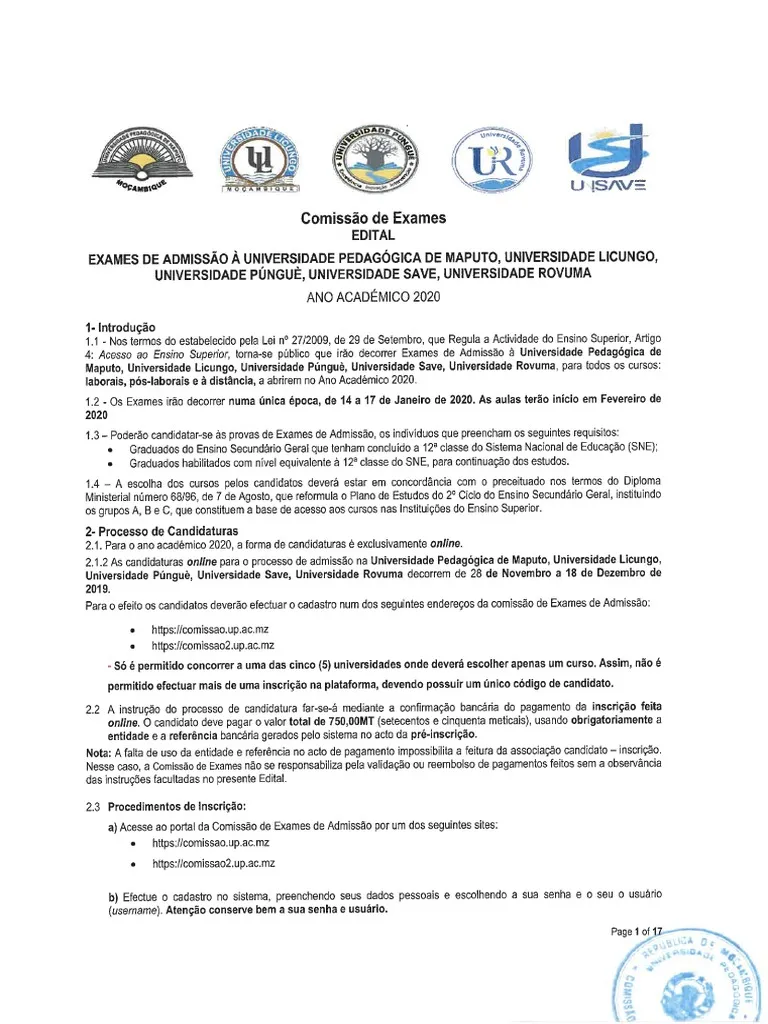 UNIVERSIDADE PEDAGÓGICA DE MAPUTO
MOÇAMBIQUE
UNIVERSIDADE LICUNGO
MOÇAMBIQUE
UNIVERSIDADE PÚNGUÈ
Universidade Rovuma
UR
UNISAVE
Comissão de Exames
EDITAL
EXAMES DE ADMISSÃO À UNIVERSIDADE PEDAGÓGICA DE MAPUTO, UNIVERSIDADE LICUNGO,
UNIVERSIDADE PÚNGUÈ, UNIVERSIDADE SAVE, UNIVERSIDADE ROVUMA
ANO ACADÉMICO 2020
1- Introdução
1.1 - Nos termos do estabelecido pela Lei nº 27/2009, de 29 de Setembro, que Regula a Actividade do Ensino Superior, Artigo
4: Acesso ao Ensino Superior, torna-se público que irão decorrer Exames de Admissão à Universidade Pedagógica de
Maputo, Universidade Licungo, Universidade Púnguè, Universidade Save, Universidade Rovuma, para todos os cursos:
laborais, pós-laborais e à distância, a abrirem no Ano Académico 2020.
1.2 - Os Exames irão decorrer numa única época, de 14 a 17 de Janeiro de 2020. As aulas terão início em Fevereiro de
2020
1.3 – Poderão candidatar-se às provas de Exames de Admissão, os indivíduos que preencham os seguintes requisitos:
• Graduados do Ensino Secundário Geral que tenham concluído a 12ª classe do Sistema Nacional de Educação (SNE);
• Graduados habilitados com nível equivalente à 12ª classe do SNE, para continuação dos estudos.
1.4 – A escolha dos cursos pelos candidatos deverá estar em concordância com o preceituado nos termos do Diploma
Ministerial número 68/96, de 7 de Agosto, que reformula o Plano de Estudos do 2º Ciclo do Ensino Secundário Geral, instituindo
os grupos A, B e C, que constituem a base de acesso aos cursos nas Instituições do Ensino Superior.
2- Processo de Candidaturas
2.1. Para o ano académico 2020, a forma de candidaturas é exclusivamente online.
2.1.2 As candidaturas online para o processo de admissão na Universidade Pedagógica de Maputo, Universidade Licungo,
Universidade Púnguè, Universidade Save, Universidade Rovuma decorrem de 28 de Novembro a 18 de Dezembro de
2019.
Para o efeito os candidatos deverão efectuar o cadastro num dos seguintes endereços da comissão de Exames de Admissão:
• https://comissao.up.ac.mz
• https://comissao2.up.ac.mz
- Só é permitido concorrer a uma das cinco (5) universidades onde deverá escolher apenas um curso. Assim, não é
permitido efectuar mais de uma inscrição na plataforma, devendo possuir um único código de candidato.
2.2 A instrução do processo de candidatura far-se-á mediante a confirmação bancária do pagamento da inscrição feita
online. O candidato deve pagar o valor total de 750,00MT (setecentos e cinquenta meticais), usando obrigatoriamente a
entidade e a referência bancária gerados pelo sistema no acto da pré-inscrição.
Nota: A falta de uso da entidade e referência no acto de pagamento impossibilita a feitura da associação candidato – inscrição.
Nesse caso, a Comissão de Exames não se responsabiliza pela validação ou reembolso de pagamentos feitos sem a observância
das instruções facultadas no presente Edital.
2.3 Procedimentos de Inscrição:
a) Acesse ao portal da Comissão de Exames de Admissão por um dos seguintes sites:
• https://comissao.up.ac.mz
• https://comissao2.up.ac.mz
b) Efectue o cadastro no sistema, preenchendo seus dados pessoais e escolhendo a sua senha e o seu o usuário
(username). Atenção conserve bem a sua senha e usuário.
Page 1 of 17
REPÚBLICA DE MOÇAMBIQUE
UNIVERSIDADE PEDAGÓGICA